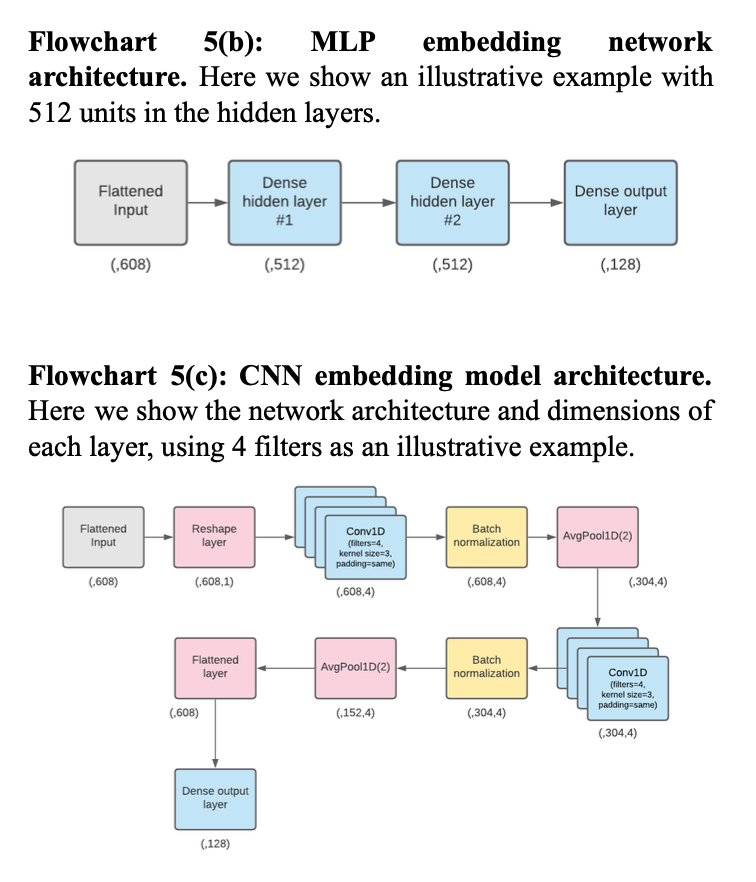 Flowchart 5(b): MLP embedding network
architecture. Here we show an illustrative example with
512 units in the hidden layers.
Flattened
Input
(,608)
Dense
hidden layer
#1
(,512)
Dense
hidden layer
#2
(,512)
Dense output
layer
(,128)
Flowchart 5(c): CNN embedding model architecture.
Here we show the network architecture and dimensions of
each layer, using 4 filters as an illustrative example.
Flattened
Input
(,608)
Reshape
layer
(,608,1)
Conv1D
(filters=4,
kernel size=3,
padding=same)
(,608,4)
Batch
normalization
(,608,4)
AvgPool1D(2)
(,304,4)
Conv1D
(filters=4,
kernel size=3,
padding=same)
(,304,4)
Batch
normalization
(,304,4)
AvgPool1D(2)
(,152,4)
Flattened
layer
(,608)
Dense output
layer
(,128)